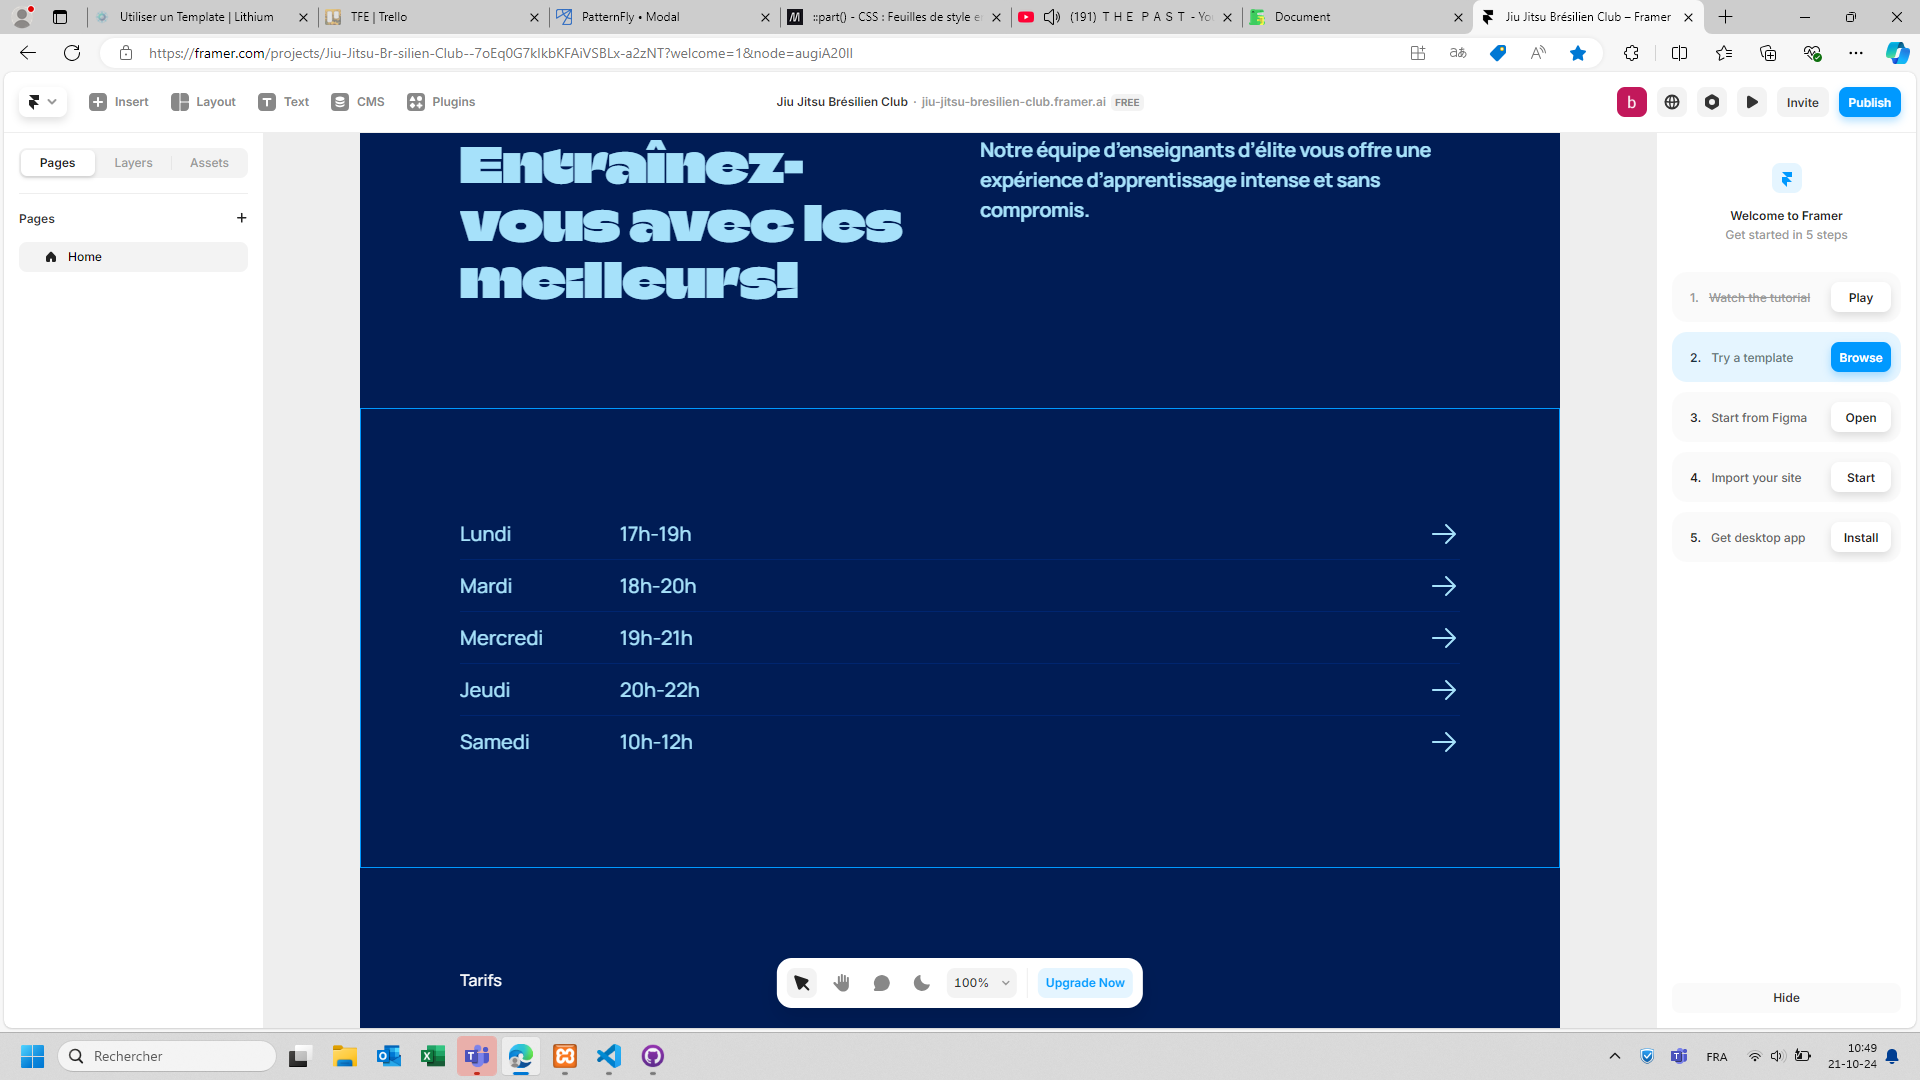 Utiliser un Template | Lithium
TFE | Trello
PatternFly • Modal
::part() - CSS : Feuilles de style e
(191) T H E P A S T - Yo
Document
Jiu Jitsu Brésilien Club – Framer
https://framer.com/projects/Jiu-Jitsu-Br-silien-Club--7oEq0G7kIkbKFAiVSBLx-a2zNT?welcome=1&node=augiA20Il
Insert
Layout
Text
CMS
Plugins
Jiu Jitsu Brésilien Club · jiu-jitsu-bresilien-club.framer.ai FREE
b
Invite
Publish
Pages
Layers
Assets
Pages
Home
Entraînez-
vous avec les
meilleurs!
Notre équipe d’enseignants d’élite vous offre une
expérience d’apprentissage intense et sans
compromis.
Lundi 17h-19h
Mardi 18h-20h
Mercredi 19h-21h
Jeudi 20h-22h
Samedi 10h-12h
Tarifs
100%
Upgrade Now
Welcome to Framer
Get started in 5 steps
1. Watch the tutorial Play
2. Try a template Browse
3. Start from Figma Open
4. Import your site Start
5. Get desktop app Install
Hide
Rechercher
FRA
10:49
21-10-24